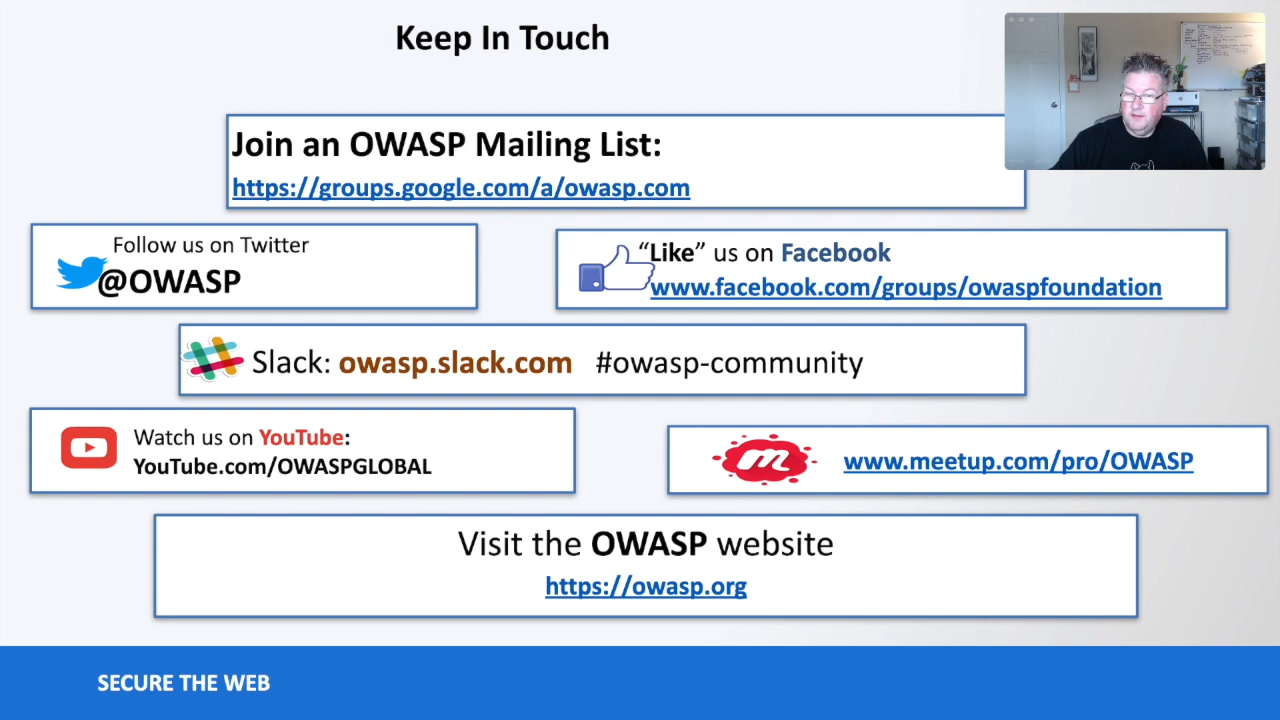 Keep In Touch
Join an OWASP Mailing List:
https://groups.google.com/a/owasp.com
Follow us on Twitter
@OWASP
“Like” us on Facebook
www.facebook.com/groups/owaspfoundation
Slack: owasp.slack.com #owasp-community
Watch us on YouTube:
YouTube.com/OWASPGLOBAL
m
www.meetup.com/pro/OWASP
Visit the OWASP website
https://owasp.org
SECURE THE WEB